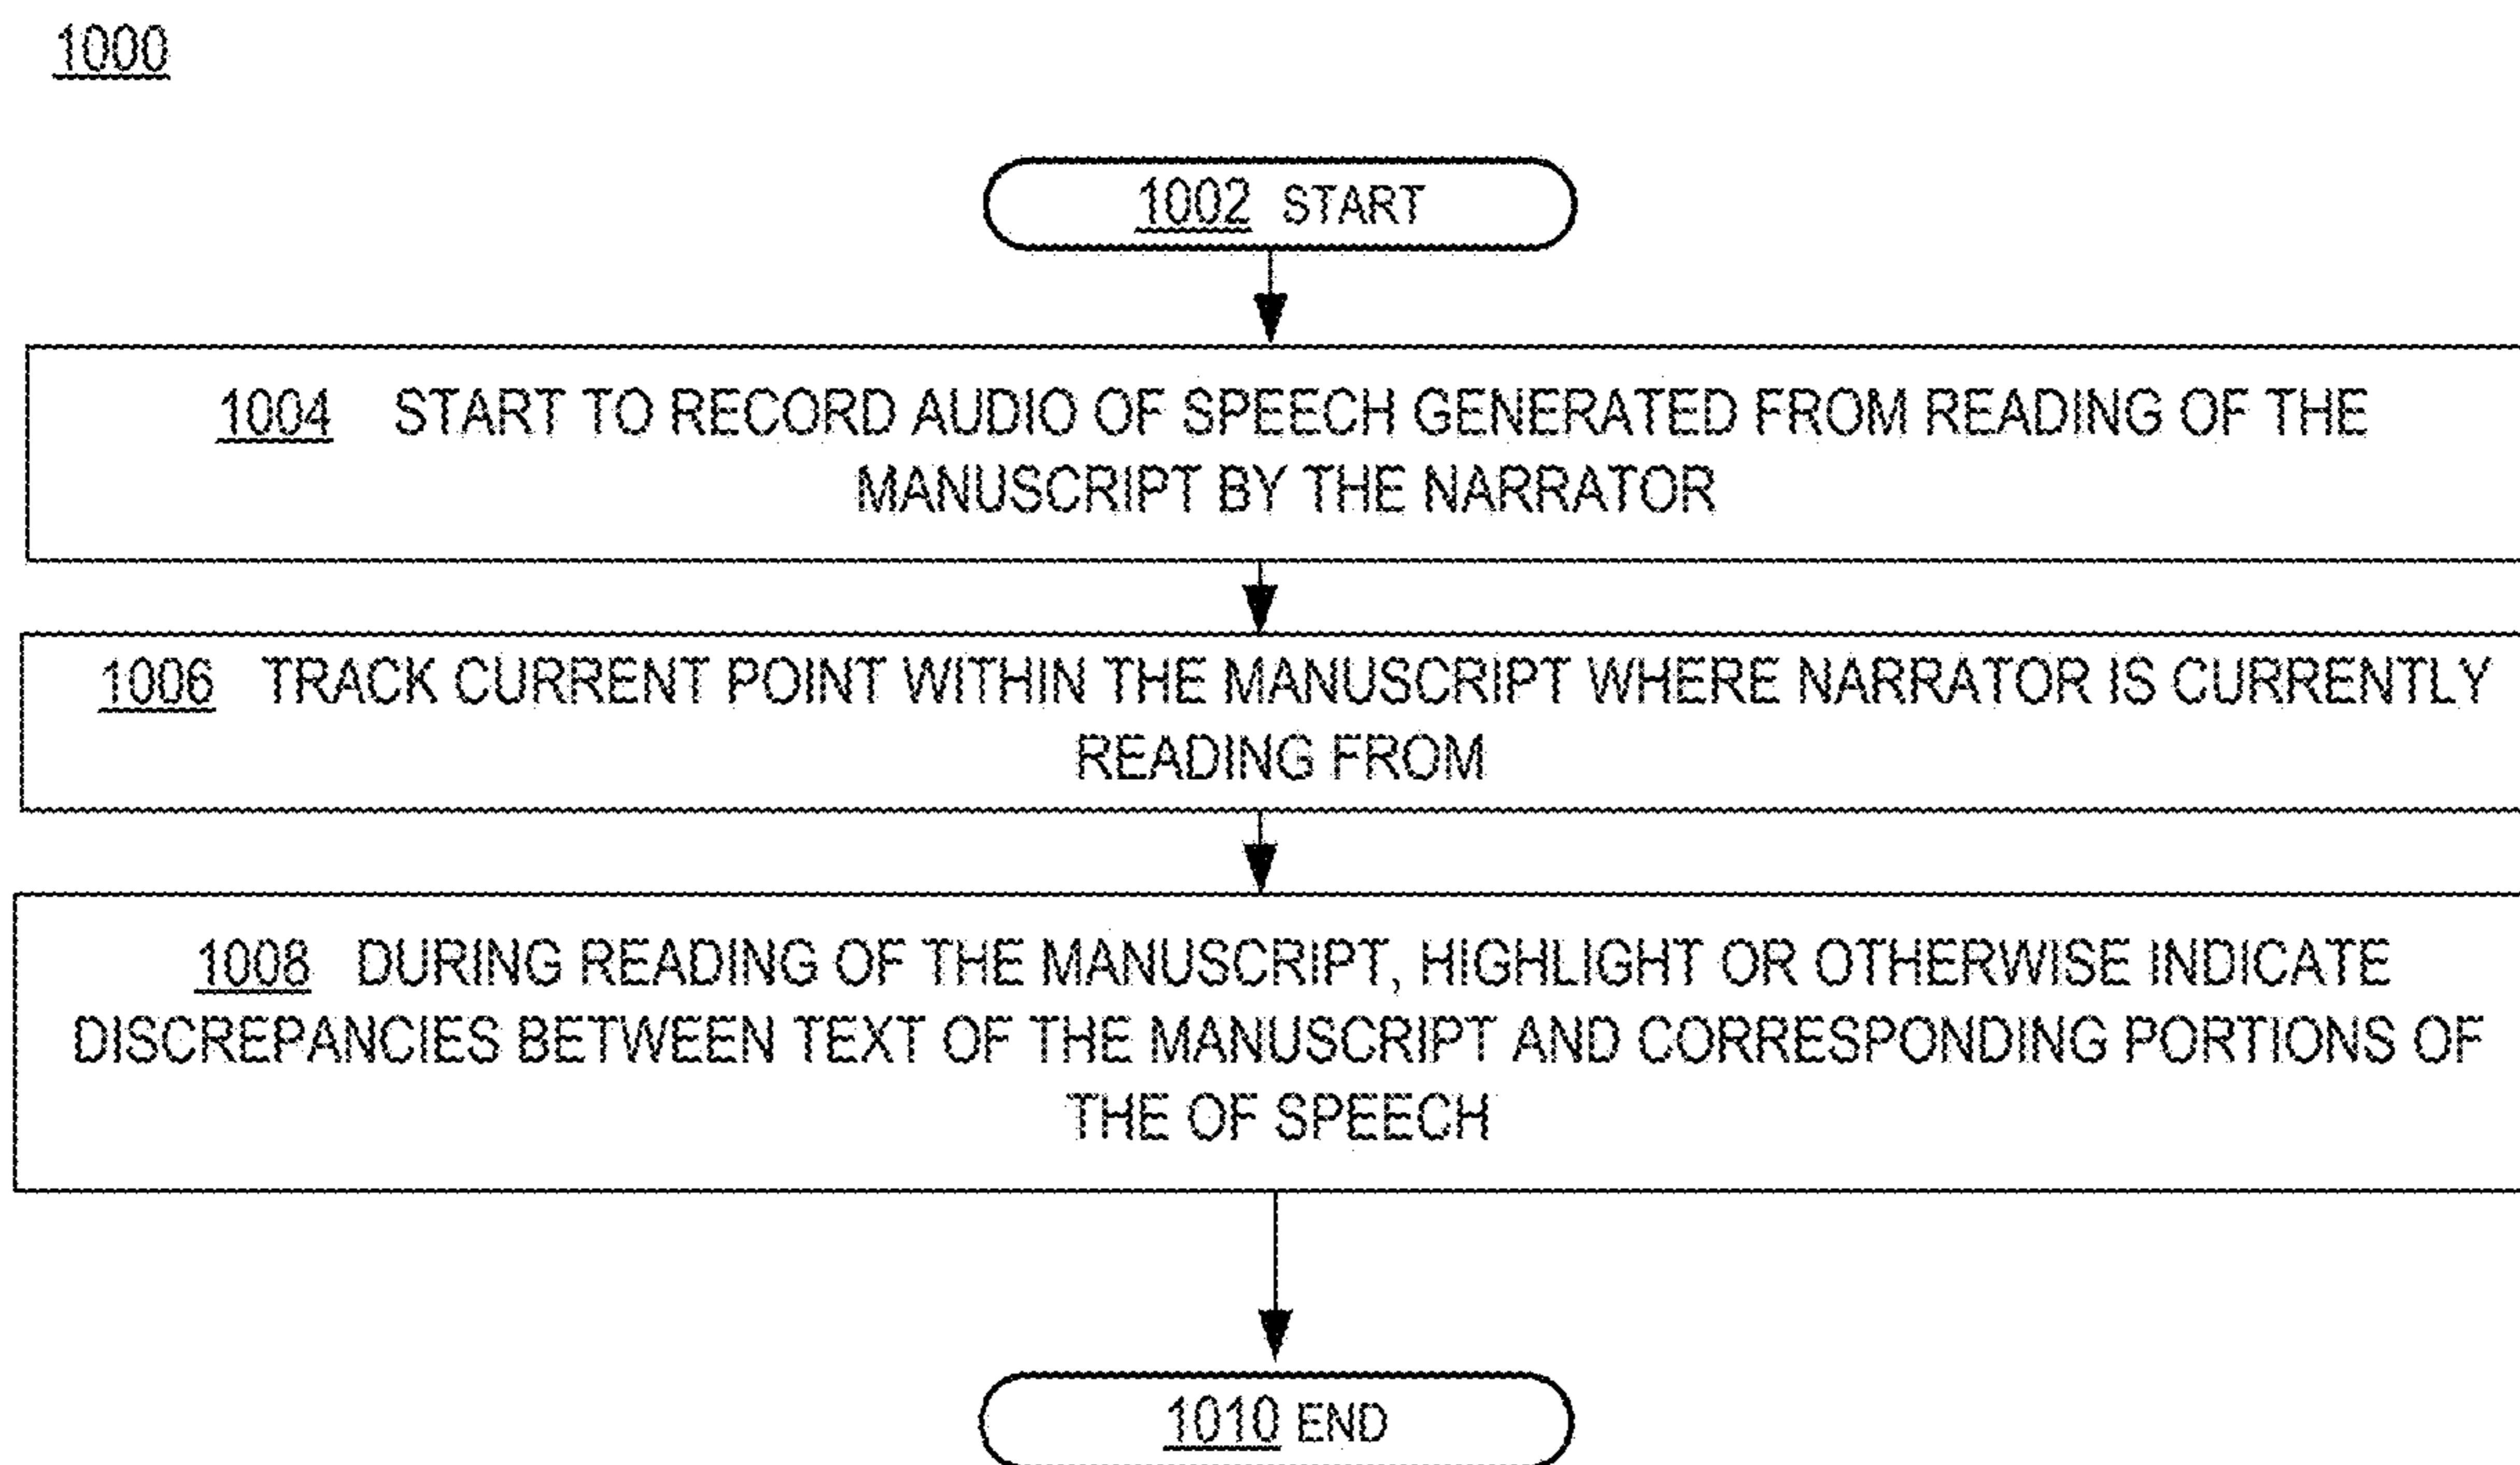 1000
1002 START
1004 START TO RECORD AUDIO OF SPEECH GENERATED FROM READING OF THE
MANUSCRIPT BY THE NARRATOR
1006 TRACK CURRENT POINT WITHIN THE MANUSCRIPT WHERE NARRATOR IS CURRENTLY
READING FROM
1008 DURING READING OF THE MANUSCRIPT, HIGHLIGHT OR OTHERWISE INDICATE
DISCREPANCIES BETWEEN TEXT OF THE MANUSCRIPT AND CORRESPONDING PORTIONS OF
THE OF SPEECH
1010 END